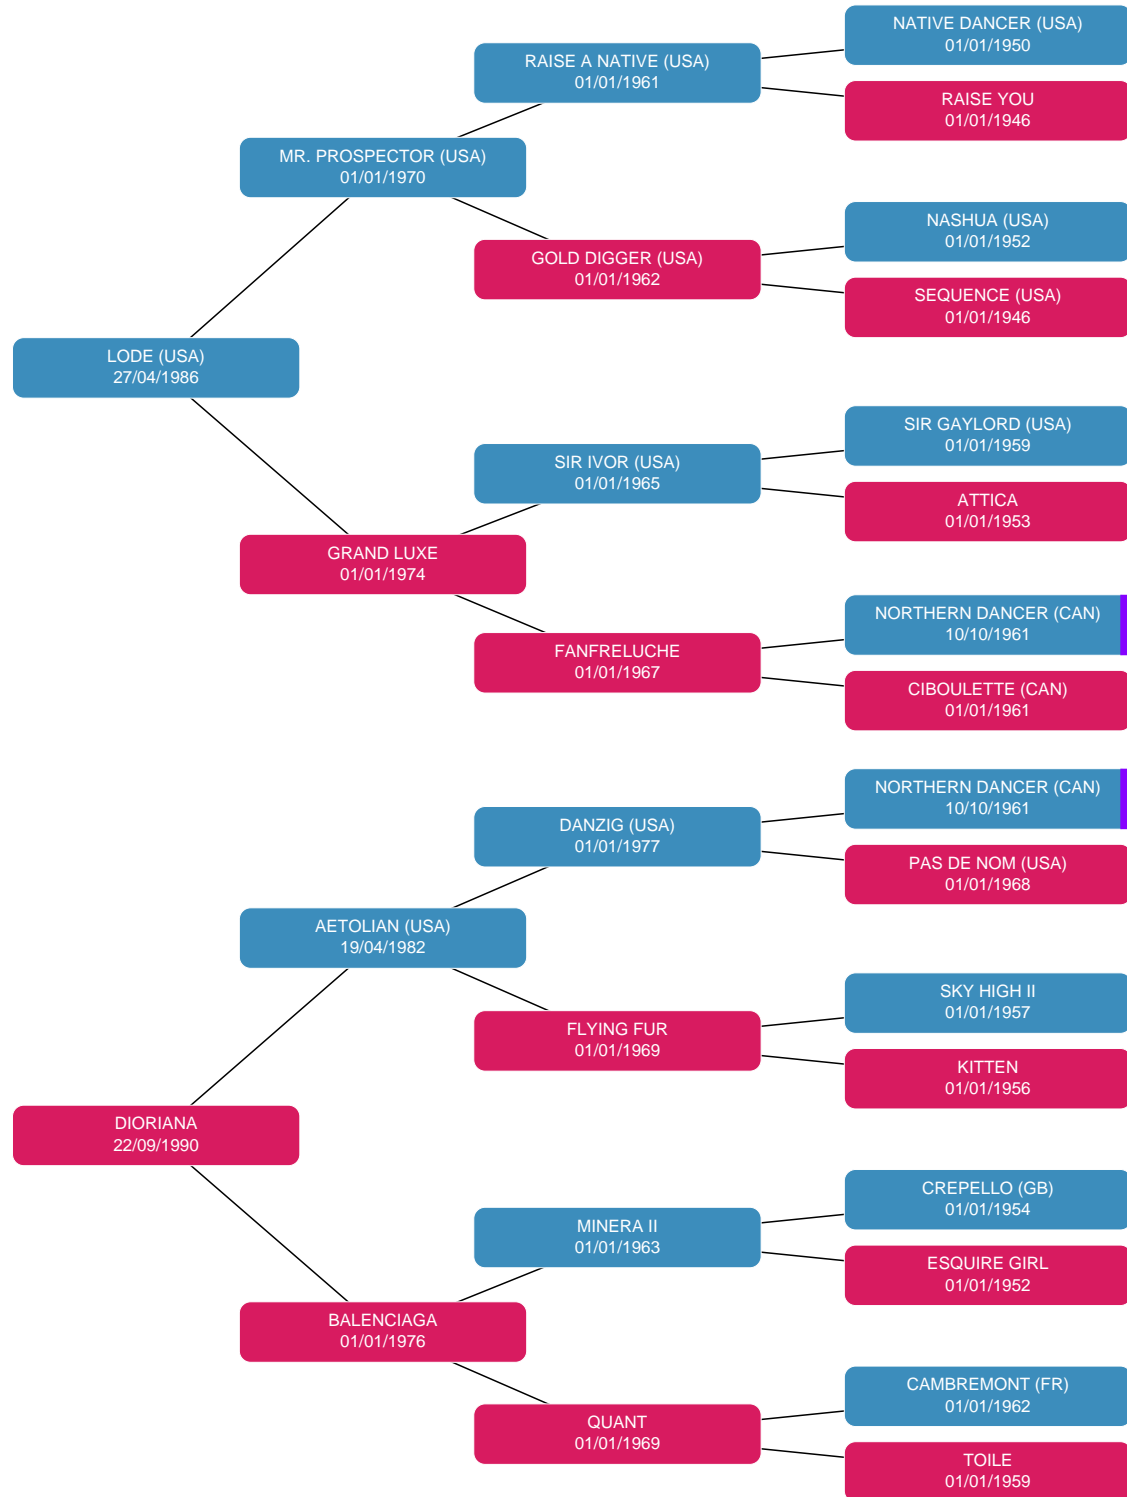 NATIVE DANCER (USA)
01/01/1950
RAISE A NATIVE (USA)
01/01/1961
RAISE YOU
01/01/1946
MR. PROSPECTOR (USA)
01/01/1970
NASHUA (USA)
01/01/1952
GOLD DIGGER (USA)
01/01/1962
SEQUENCE (USA)
01/01/1946
LODE (USA)
27/04/1986
SIR GAYLORD (USA)
01/01/1959
SIR IVOR (USA)
01/01/1965
ATTICA
01/01/1953
GRAND LUXE
01/01/1974
NORTHERN DANCER (CAN)
10/10/1961
FANFRELUCHE
01/01/1967
CIBOULETTE (CAN)
01/01/1961
NORTHERN DANCER (CAN)
10/10/1961
DANZIG (USA)
01/01/1977
PAS DE NOM (USA)
01/01/1968
AETOLIAN (USA)
19/04/1982
SKY HIGH II
01/01/1957
FLYING FUR
01/01/1969
KITTEN
01/01/1956
DIORIANA
22/09/1990
CREPELLO (GB)
01/01/1954
MINERA II
01/01/1963
ESQUIRE GIRL
01/01/1952
BALENCIAGA
01/01/1976
CAMBREMONT (FR)
01/01/1962
QUANT
01/01/1969
TOILE
01/01/1959